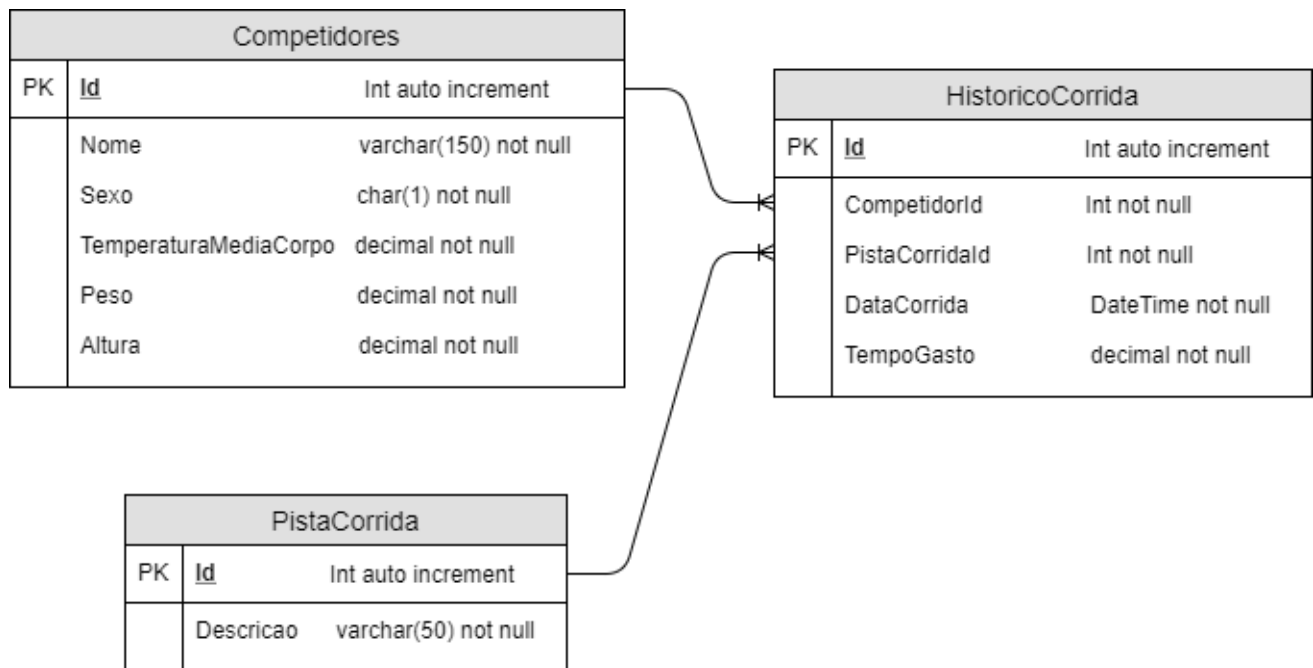 Competidores
PK Id Int auto increment
Nome varchar(150) not null
Sexo char(1) not null
TemperaturaMediaCorpo decimal not null
Peso decimal not null
Altura decimal not null
HistoricoCorrida
PK Id Int auto increment
CompetidorId Int not null
PistaCorridaId Int not null
DataCorrida DateTime not null
TempoGasto decimal not null
PistaCorrida
PK Id Int auto increment
Descricao varchar(50) not null